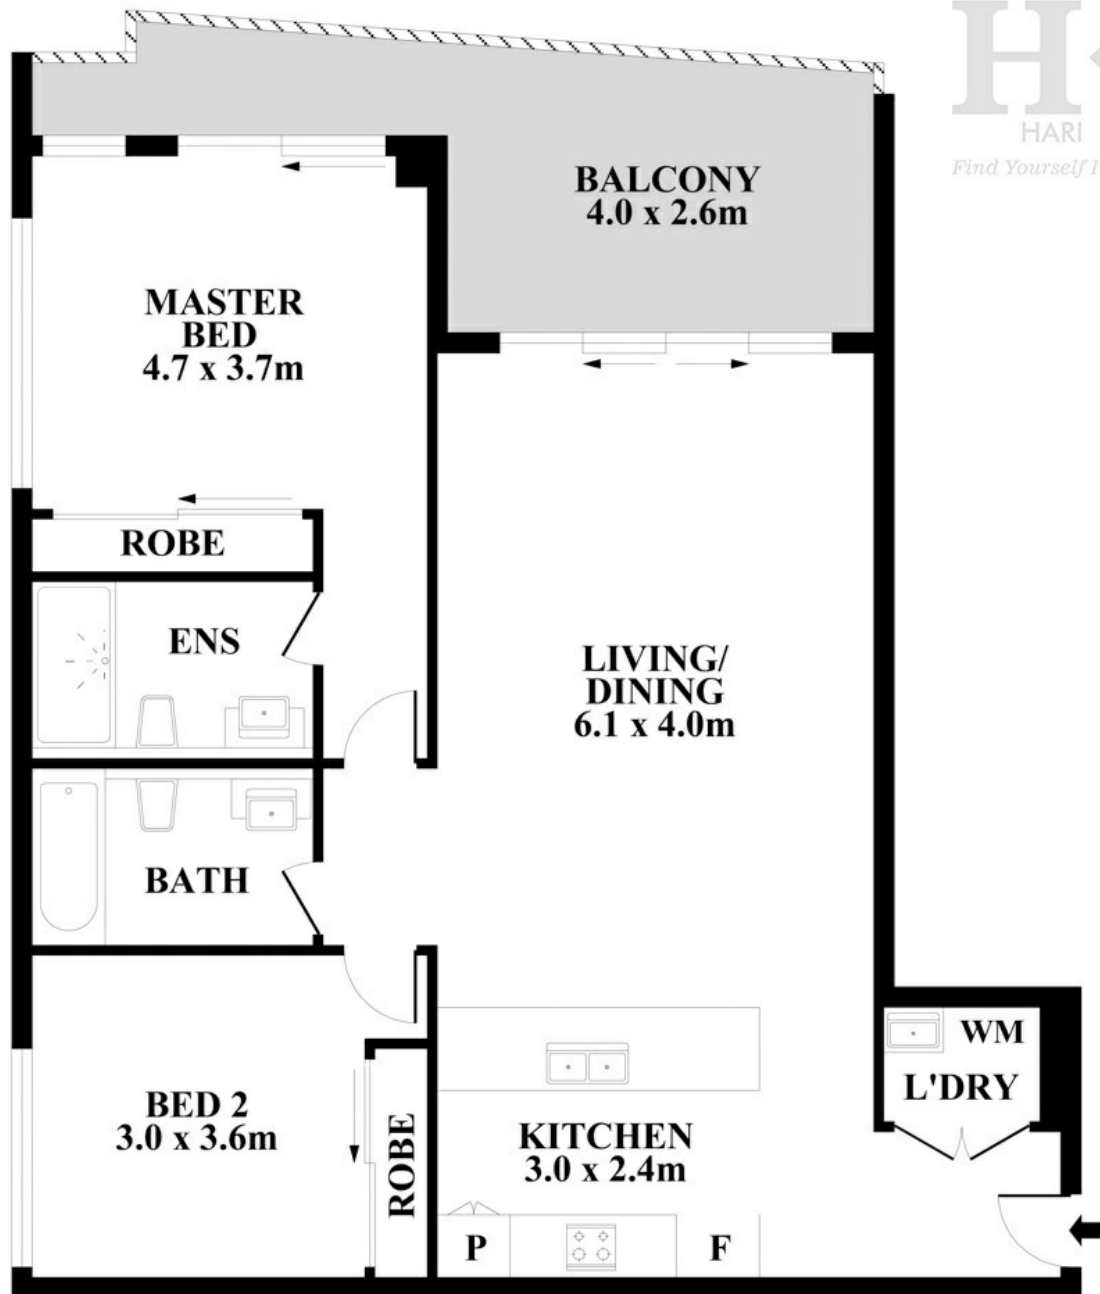 H
HARI
Find Yourself H
BALCONY
4.0 x 2.6m
MASTER
BED
4.7 x 3.7m
ROBE
ENS
LIVING/
DINING
6.1 x 4.0m
BATH
WM
L'DRY
BED 2
3.0 x 3.6m
ROBE
KITCHEN
3.0 x 2.4m
P
F